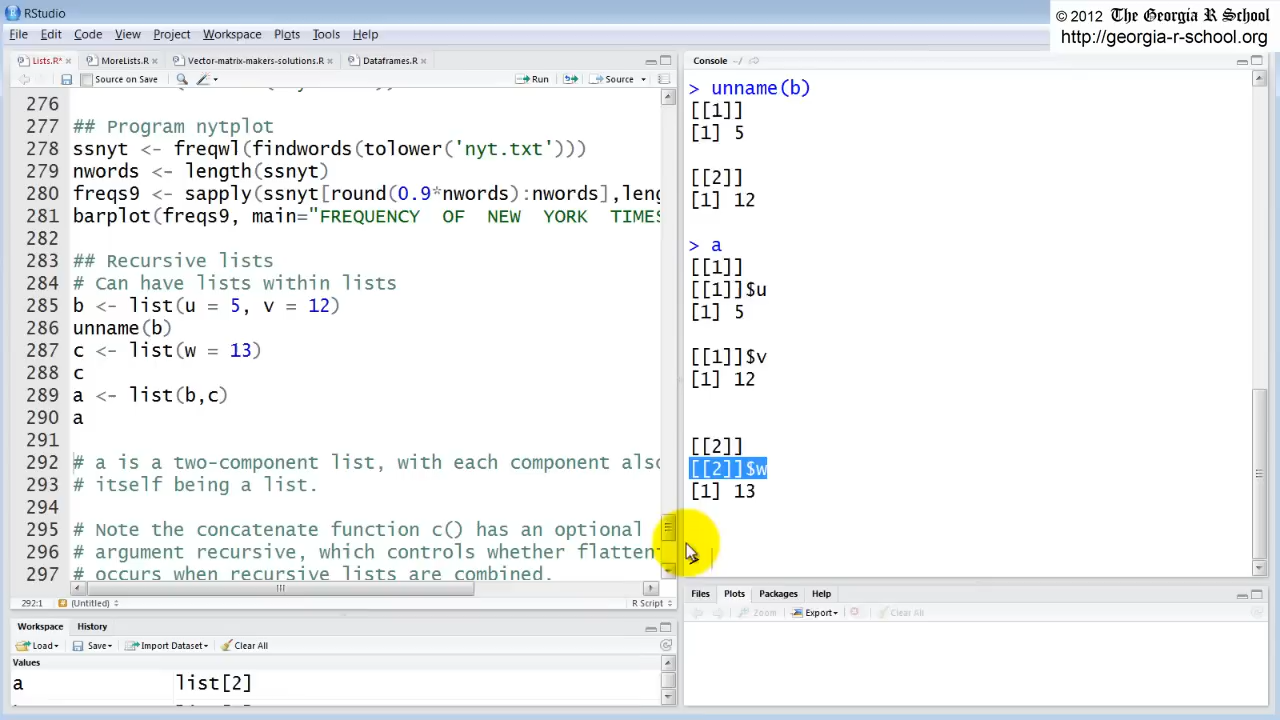 RStudio
© 2012 The Georgia R School
http://georgia-r-school.org
File Edit Code View Project Workspace Plots Tools Help
Lists.R* MoreLists.R Vector-matrix-makers-solutions.R Dataframes.R
Source on Save Run Source
276
277 ## Program nytplot
278 ssnyt <- freqwl(findwords(tolower('nyt.txt')))
279 nwords <- length(ssnyt)
280 freqs9 <- sapply(ssnyt[round(0.9*nwords):nwords],leng
281 barplot(freqs9, main="FREQUENCY OF NEW YORK TIMES
282
283 ## Recursive lists
284 # Can have lists within lists
285 b <- list(u = 5, v = 12)
286 unname(b)
287 c <- list(w = 13)
288 c
289 a <- list(b,c)
290 a
291
292 # a is a two-component list, with each component also
293 # itself being a list.
294
295 # Note the concatenate function c() has an optional
296 # argument recursive, which controls whether flatten
297 # occurs when recursive lists are combined.
292:1 (Untitled) R Script
Workspace History
Load Save Import Dataset Clear All
Values
a list[2]
Console ~/
> unname(b)
[[1]]
[1] 5
[[2]]
[1] 12
> a
[[1]]
[[1]]$u
[1] 5
[[1]]$v
[1] 12
[[2]]
[[2]]$w
[1] 13
Files Plots Packages Help
Zoom Export Clear All